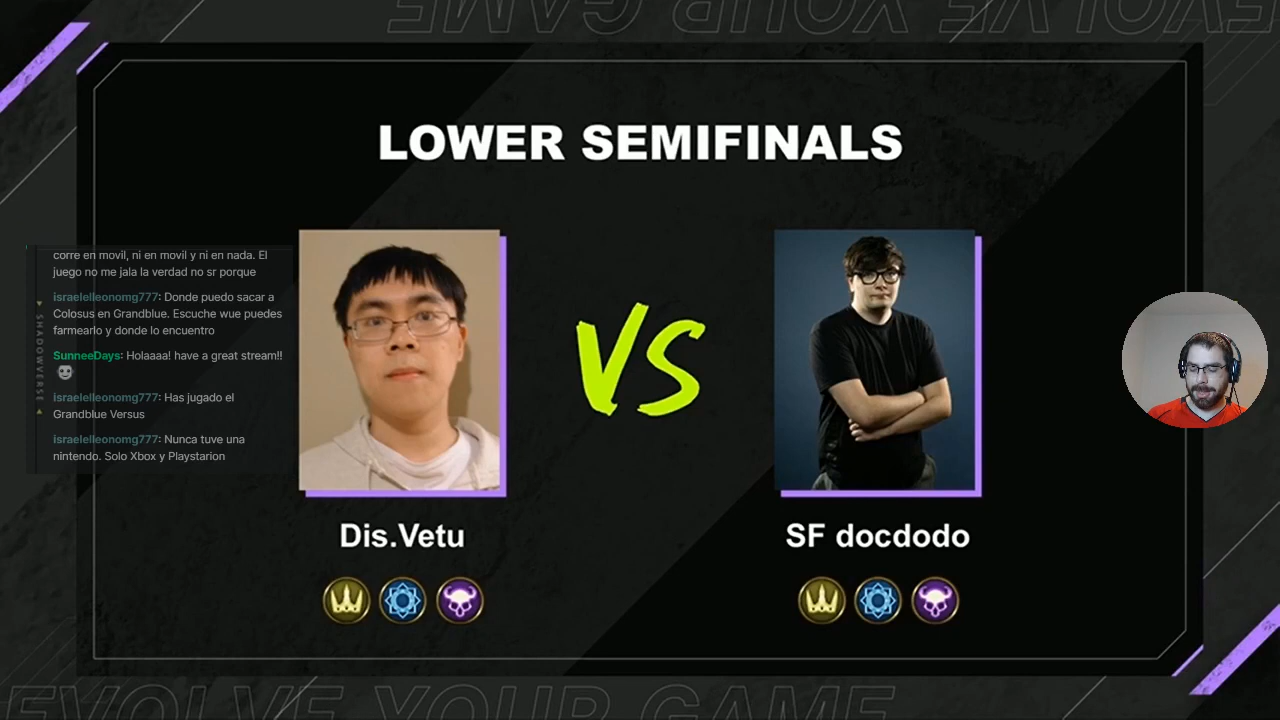 EVOLVE YOUR GAME
LOWER SEMIFINALS
corre en movil, ni en movil y ni en nada. El
juego no me jala la verdad no sr porque
israelelleonomg777: Donde puedo sacar a
Colosus en Grandblue. Escuche wue puedes
farmearlo y donde lo encuentro
SunneeDays: Holaaaa! have a great stream!!
israelelleonomg777: Has jugado el
Grandblue Versus
israelelleonomg777: Nunca tuve una
nintendo. Solo Xbox y Playstarion
SHADOWVERSE
VS
Dis.Vetu
SF docdodo
EVOLVE YOUR GAME